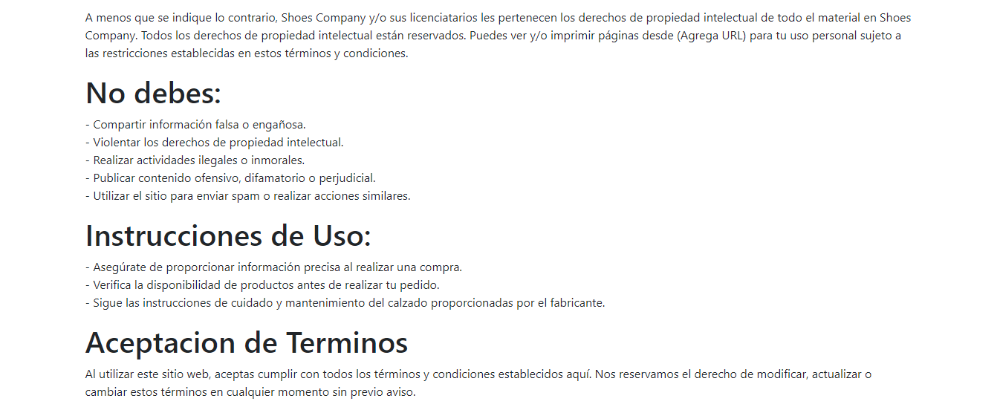 A menos que se indique lo contrario, Shoes Company y/o sus licenciatarios les pertenecen los derechos de propiedad intelectual de todo el material en Shoes
Company. Todos los derechos de propiedad intelectual están reservados. Puedes ver y/o imprimir páginas desde (Agrega URL) para tu uso personal sujeto a
las restricciones establecidas en estos términos y condiciones.
No debes:
- Compartir información falsa o engañosa.
- Violentar los derechos de propiedad intelectual.
- Realizar actividades ilegales o inmorales.
- Publicar contenido ofensivo, difamatorio o perjudicial.
- Utilizar el sitio para enviar spam o realizar acciones similares.
Instrucciones de Uso:
- Asegúrate de proporcionar información precisa al realizar una compra.
- Verifica la disponibilidad de productos antes de realizar tu pedido.
- Sigue las instrucciones de cuidado y mantenimiento del calzado proporcionadas por el fabricante.
Aceptacion de Terminos
Al utilizar este sitio web, aceptas cumplir con todos los términos y condiciones establecidos aquí. Nos reservamos el derecho de modificar, actualizar o
cambiar estos términos en cualquier momento sin previo aviso.